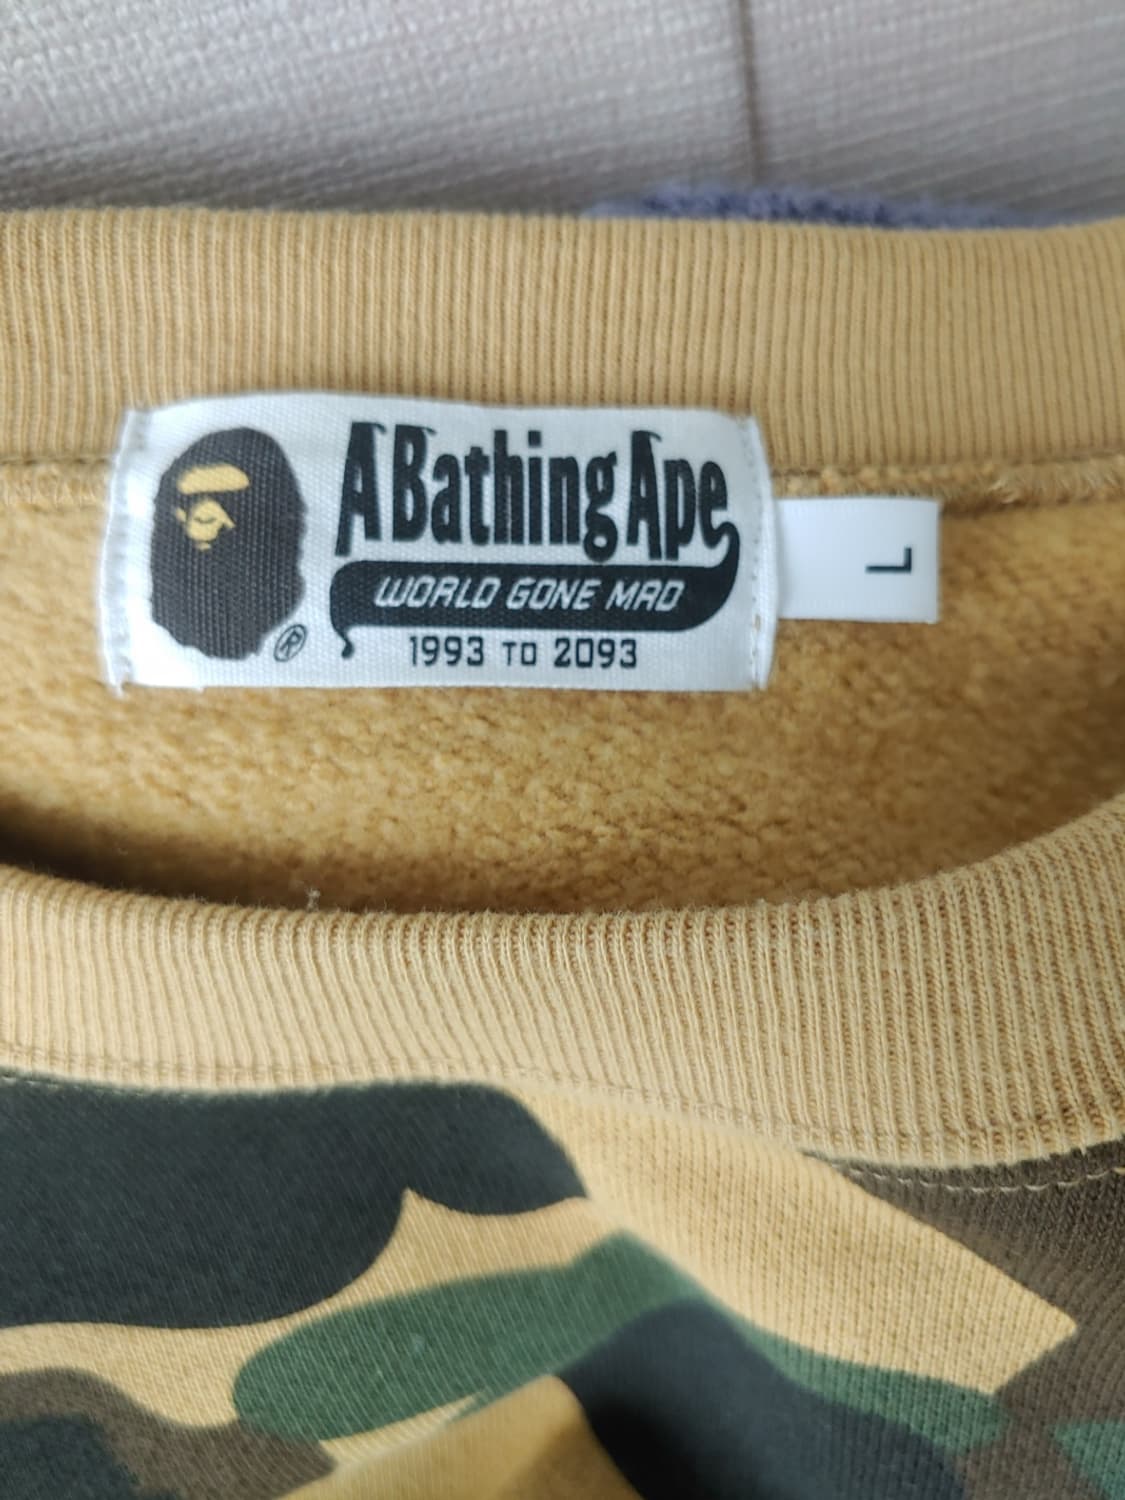 A Bathing Ape
WORLD GONE MAD
1993 TO 2093
®
L